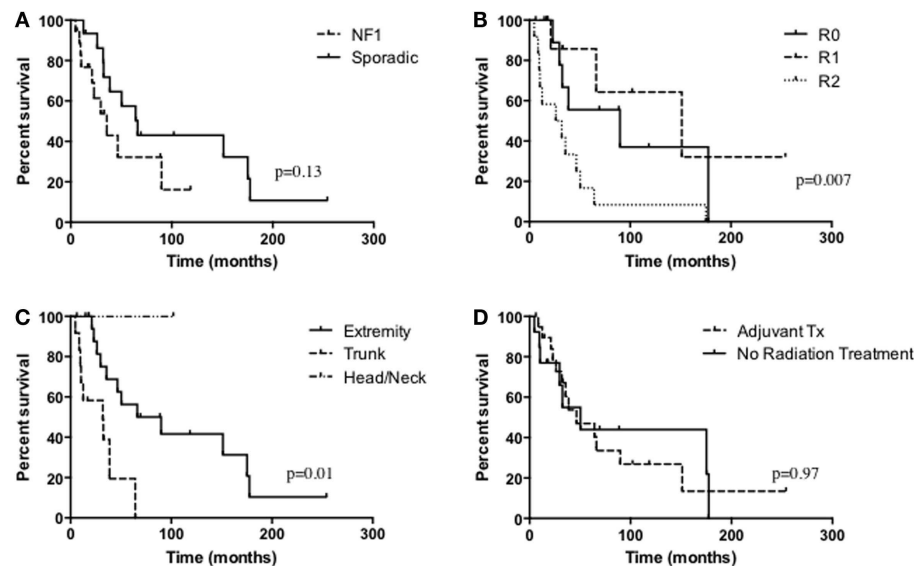 A
NF1
Sporadic
Percent survival
100
80
60
40
20
0
p=0.13
0 100 200 300
Time (months)
B
R0
R1
R2
Percent survival
100
80
60
40
20
0
p=0.007
0 100 200 300
Time (months)
C
Extremity
Trunk
Head/Neck
Percent survival
100
80
60
40
20
0
p=0.01
0 100 200 300
Time (months)
D
Adjuvant Tx
No Radiation Treatment
Percent survival
100
80
60
40
20
0
p=0.97
0 100 200 300
Time (months)